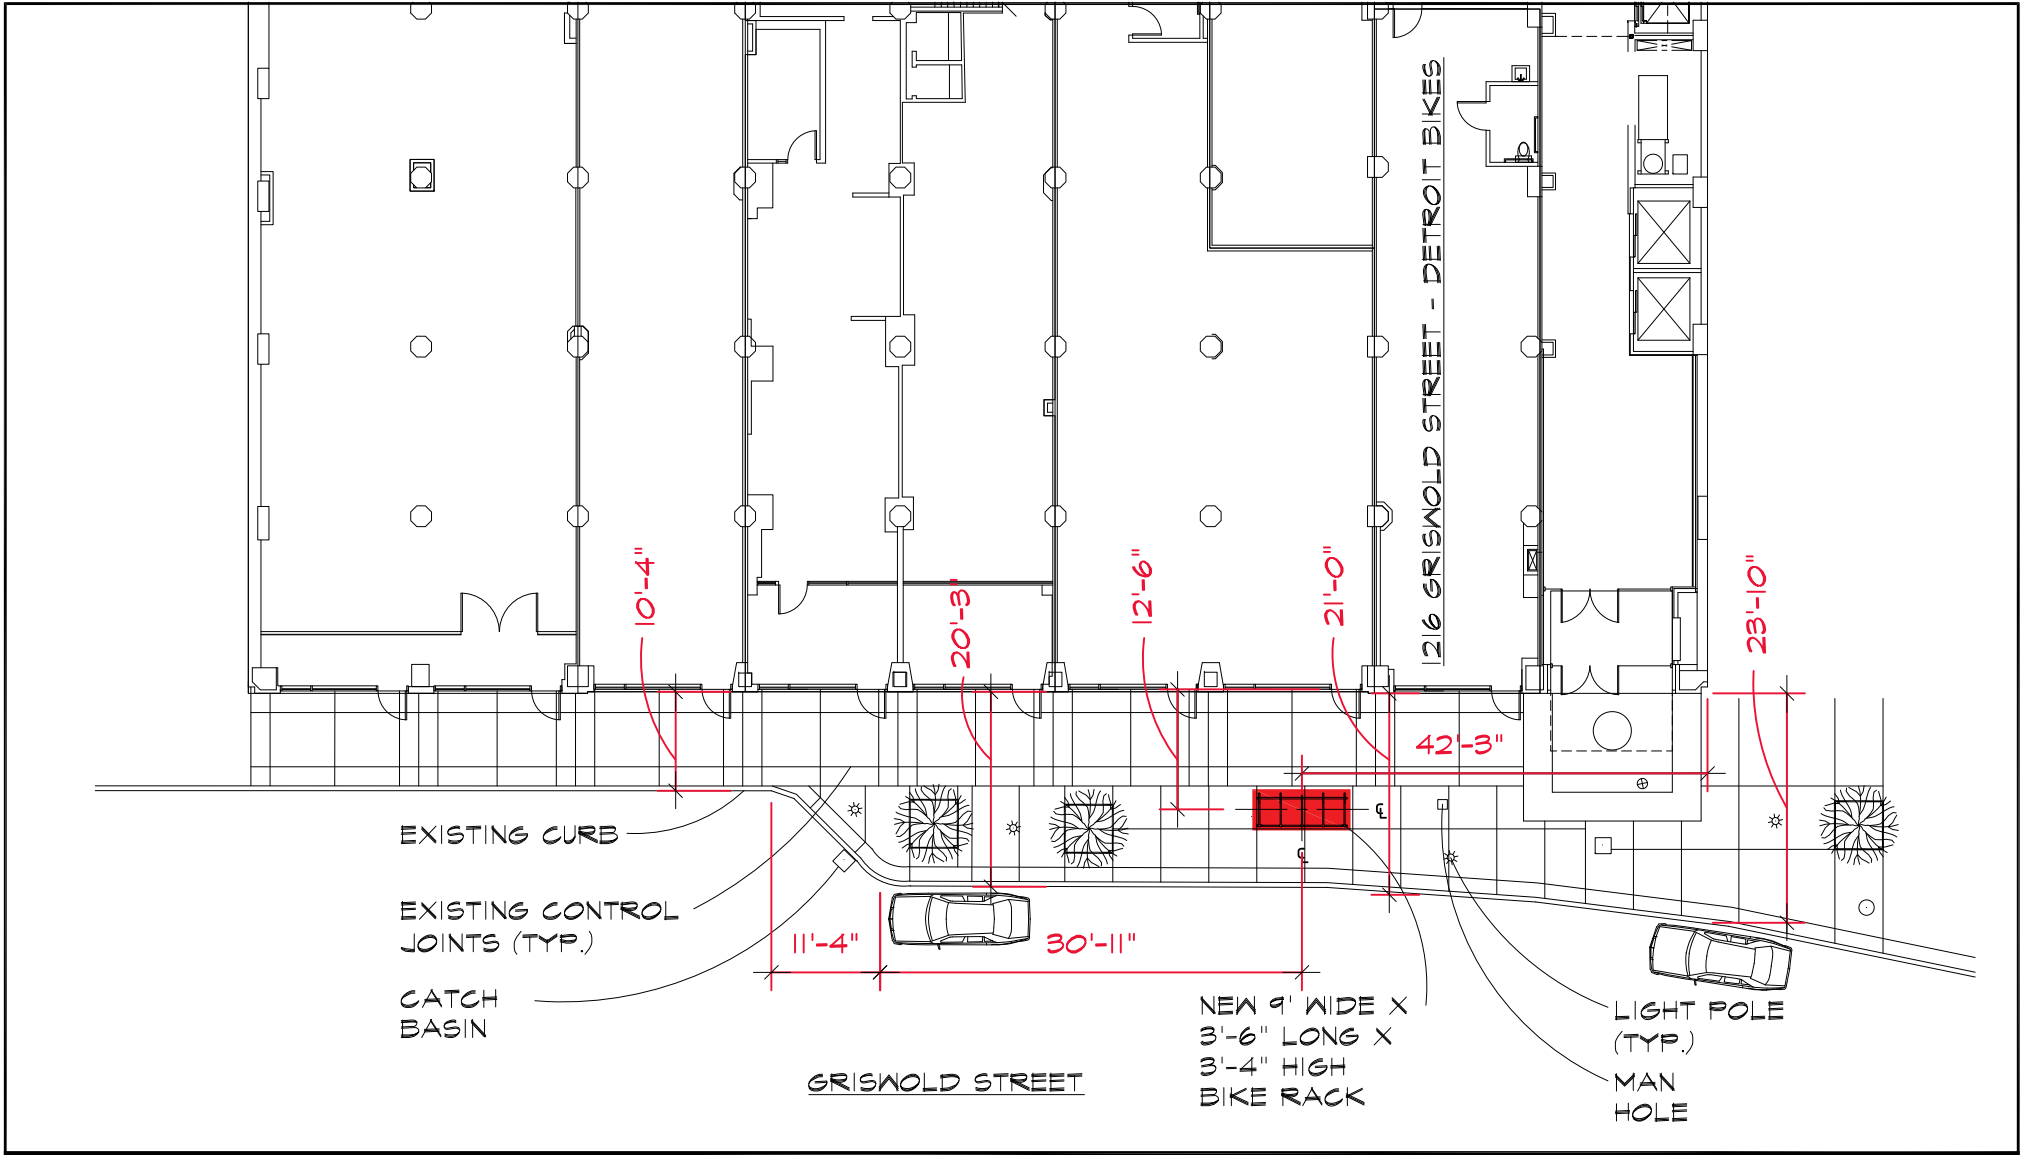 1216 GRISWOLD STREET - DETROIT BIKES
10'-4"
20'-3"
12'-6"
21'-0"
23'-10"
42'-3"
EXISTING CURB
EXISTING CONTROL
JOINTS (TYP.)
CATCH
BASIN
11'-4"
30'-11"
CL
CL
NEW 9' WIDE X
3'-6" LONG X
3'-4" HIGH
BIKE RACK
LIGHT POLE
(TYP.)
MAN
HOLE
GRISWOLD STREET